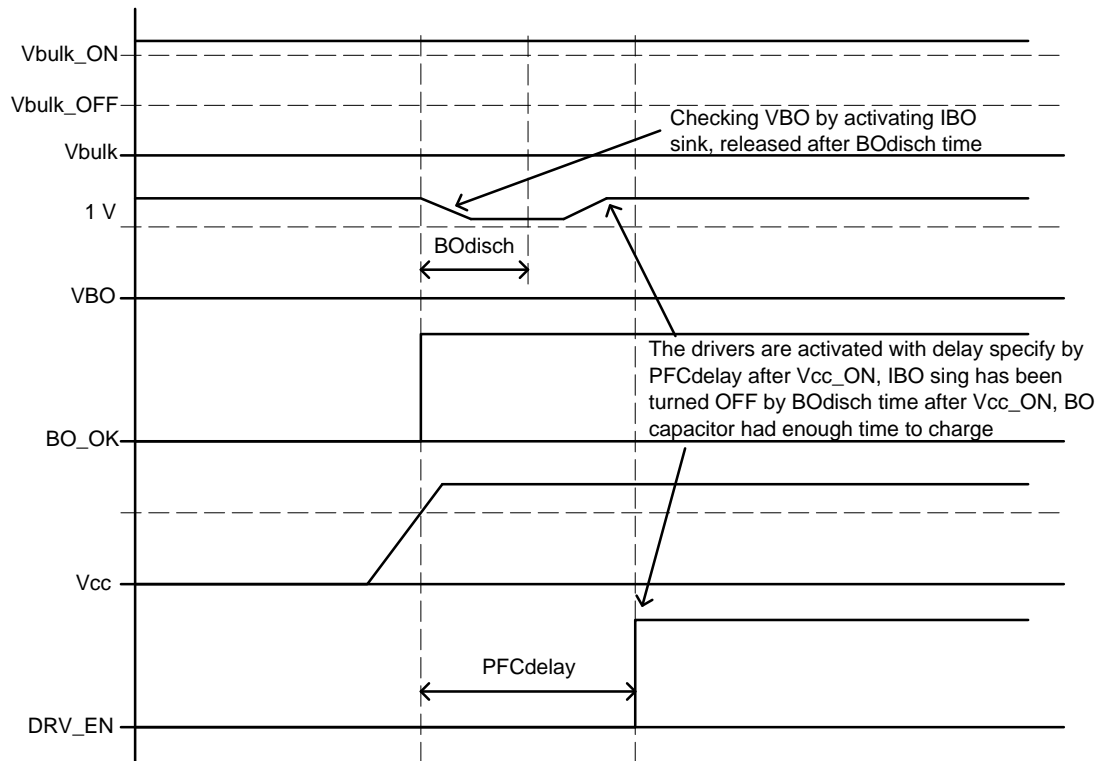 Vbulk_ON
Vbulk_OFF
Checking VBO by activating IBO
sink, released after BOdisch time
Vbulk
1 V
BOdisch
VBO
The drivers are activated with delay specify by
PFCdelay after Vcc_ON, IBO sing has been
turned OFF by BOdisch time after Vcc_ON, BO
capacitor had enough time to charge
BO_OK
Vcc
PFCdelay
DRV_EN